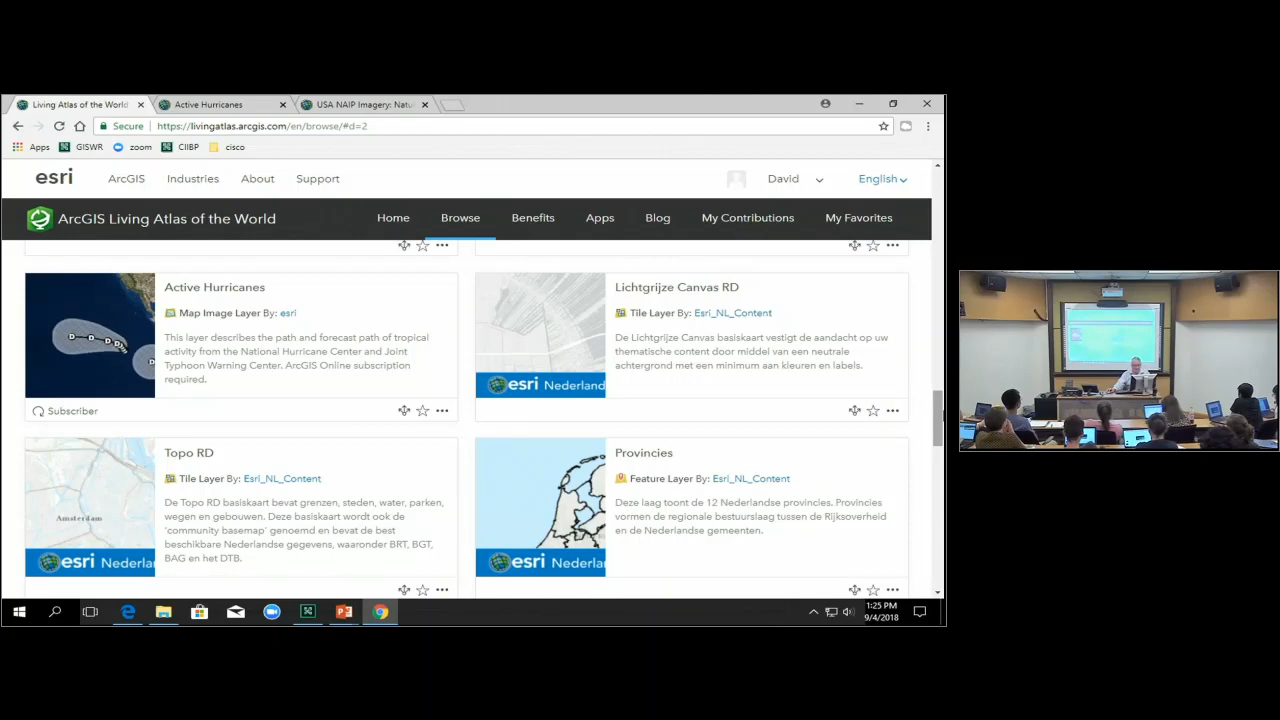 Living Atlas of the World
Active Hurricanes
USA NAIP Imagery: Natu
Secure
https://livingatlas.arcgis.com/en/browse/#d=2
Apps
GISWR
zoom
CIIBP
cisco
esri
ArcGIS
Industries
About
Support
David
English
ArcGIS Living Atlas of the World
Home
Browse
Benefits
Apps
Blog
My Contributions
My Favorites
Active Hurricanes
Map Image Layer By: esri
This layer describes the path and forecast path of tropical
activity from the National Hurricane Center and Joint
Typhoon Warning Center. ArcGIS Online subscription
required.
Subscriber
Lichtgrijze Canvas RD
Tile Layer By: Esri_NL_Content
De Lichtgrijze Canvas basiskaart vestigt de aandacht op uw
thematische content door middel van een neutrale
achtergrond met een minimum aan kleuren en labels.
esri Nederland
Topo RD
Tile Layer By: Esri_NL_Content
De Topo RD basiskaart bevat grenzen, steden, water, parken,
wegen en gebouwen. Deze basiskaart wordt ook de
'community basemap' genoemd en bevat de best
beschikbare Nederlandse gegevens, waaronder BRT, BGT,
BAG en het DTB.
Amsterdam
esri Nederla
Provincies
Feature Layer By: Esri_NL_Content
Deze laag toont de 12 Nederlandse provincies. Provincies
vormen de regionale bestuurslaag tussen de Rijksoverheid
en de Nederlandse gemeenten.
esri Nederla
1:25 PM
9/4/2018